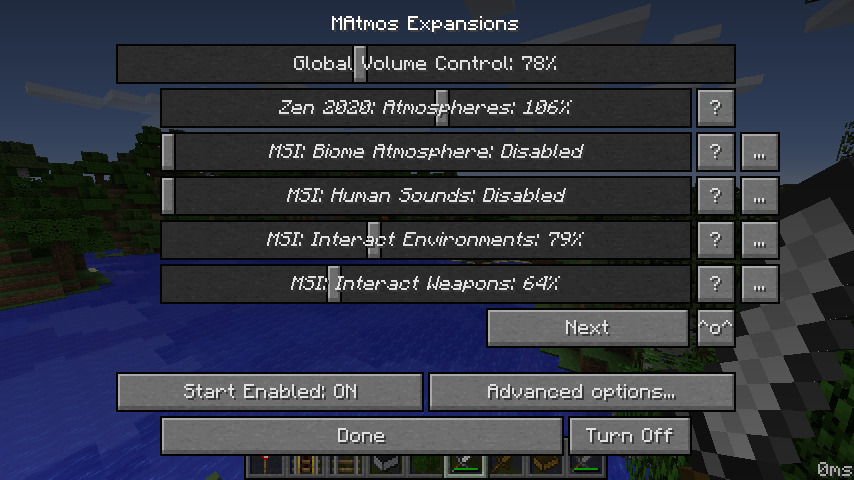 MAtmos Expansions
Global Volume Control: 78%
Zen 2020: Atmospheres: 106% ?
MSI: Biome Atmosphere: Disabled ? ...
MSI: Human Sounds: Disabled ? ...
MSI: Interact Environments: 79% ? ...
MSI: Interact Weapons: 64% ? ...
Next ^o^
Start Enabled: ON Advanced options...
Done Turn Off
0ms